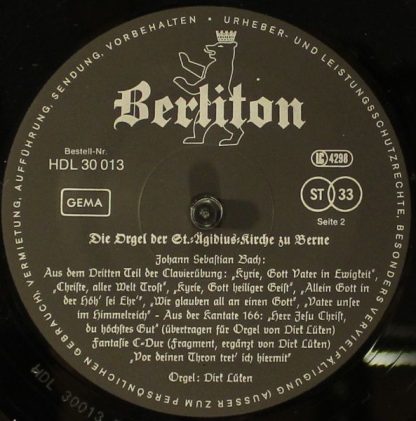 URHEBER- UND LEISTUNGSSCHUTZRECHTE, BESONDERS VERVIELFÄLTIGUNG (AUSSER ZUM PERSÖNLICHEN GEBRAUCH), VERMIETUNG, AUFFÜHRUNG, SENDUNG, VORBEHALTEN •
Berliton
Bestell-Nr.
HDL 30 013
LC 4298
GEMA
ST 33
Seite 2
Die Orgel der St.-Ägidius-Kirche zu Berne
Johann Sebastian Bach:
Aus dem Dritten Teil der Clavierübung: „Kyrie, Gott Vater in Ewigkeit",
„Christe, aller Welt Trost", „Kyrie, Gott heiliger Geist", „Allein Gott in
der Höh' sei Ehr'", „Wir glauben all an einen Gott", „Vater unser
im Himmelreich" - Aus der Kantate 166: „Herr Jesu Christ,
du höchstes Gut" (übertragen für Orgel von Dirk Lüken)
Fantasie C-Dur (Fragment, ergänzt von Dirk Lüken)
„Vor deinen Thron tret' ich hiermit"
Orgel: Dirk Lüken
HDL 30013